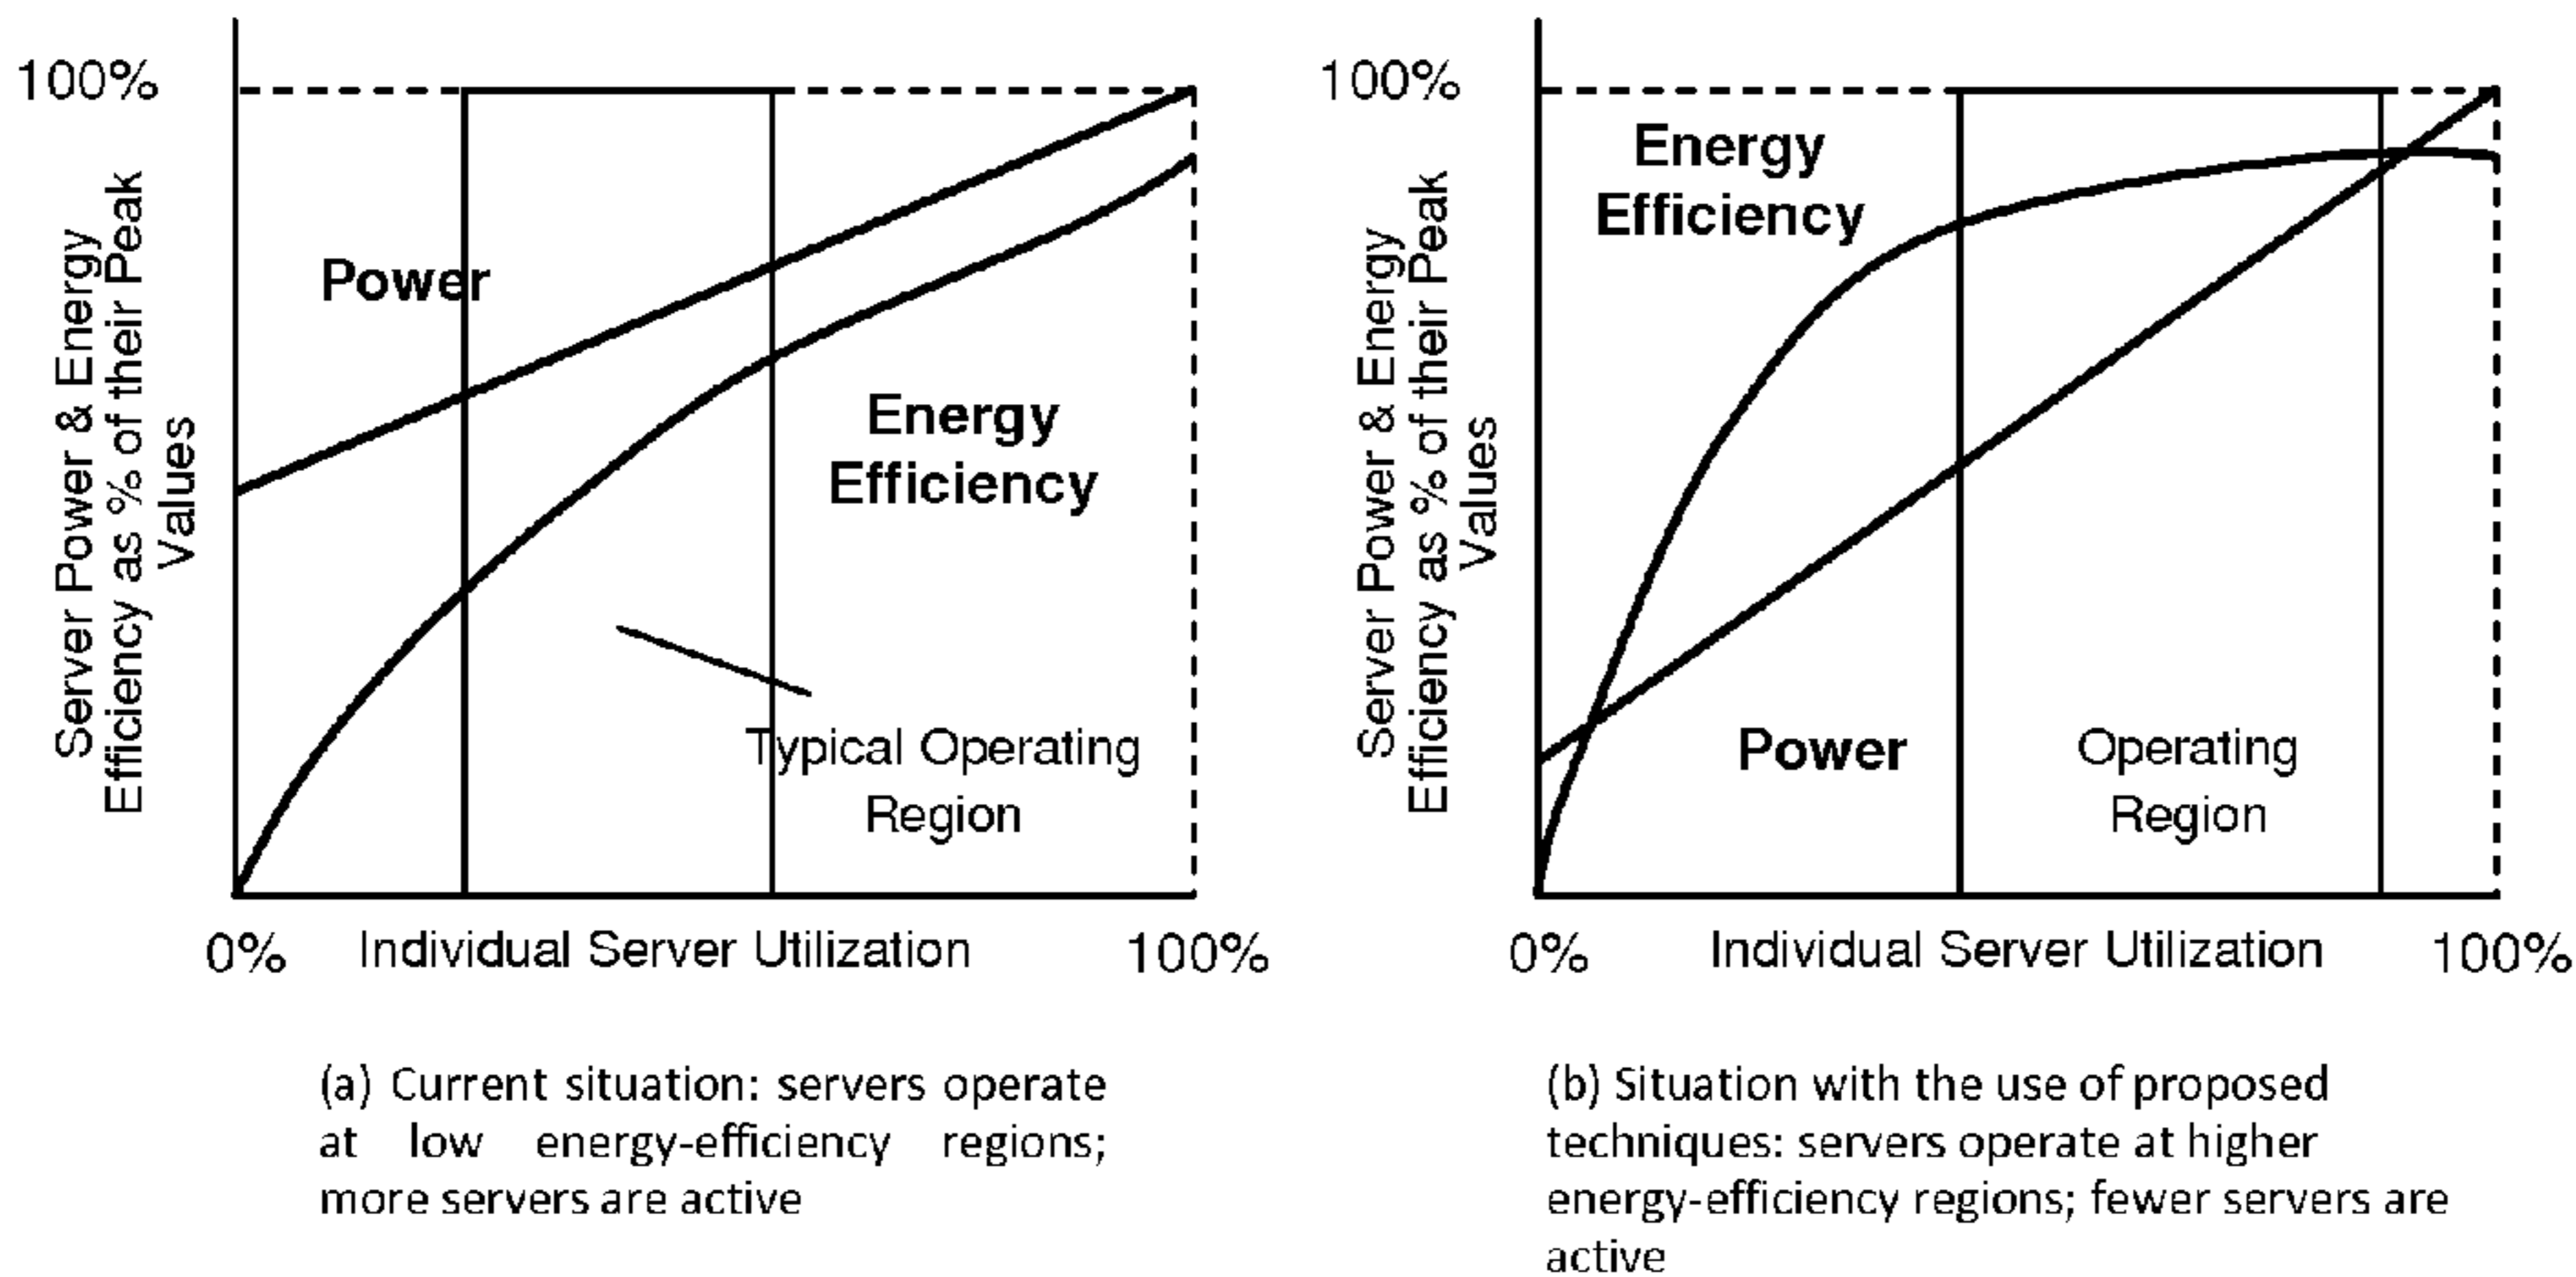 100%
Server Power & Energy
Efficiency as % of their Peak
Values
Power
Energy
Efficiency
Typical Operating
Region
0%
Individual Server Utilization
100%
(a) Current situation: servers operate
at low energy-efficiency regions;
more servers are active
100%
Server Power & Energy
Efficiency as % of their Peak
Values
Energy
Efficiency
Power
Operating
Region
0%
Individual Server Utilization
100%
(b) Situation with the use of proposed
techniques: servers operate at higher
energy-efficiency regions; fewer servers are
active